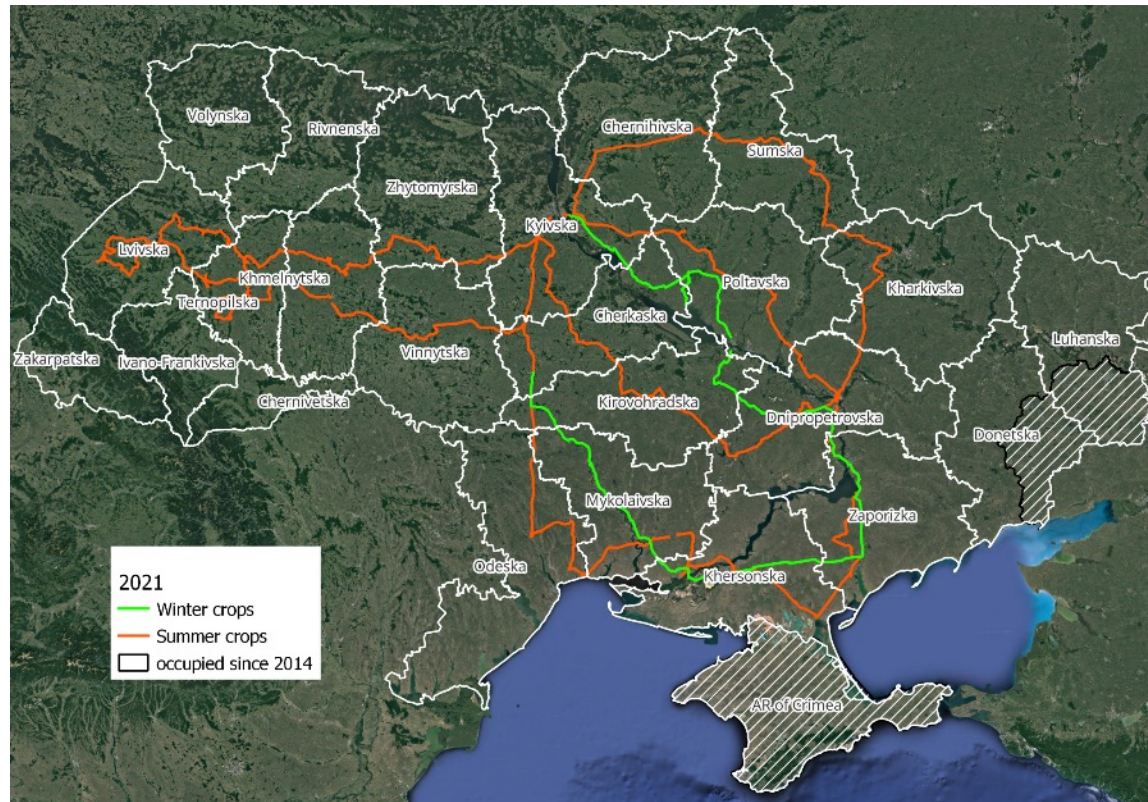 Volynska
Rivnenska
Chernihivska
Sumska
Zhytomyrska
Kyivska
Lvivska
Khmelnytska
Ternopilska
Poltavska
Kharkivska
Cherkaska
Vinnytska
Luhanska
Zakarpatska
Ivano-Frankivska
Chernivetska
Kirovohradska
Dnipropetrovska
Donetska
Mykolaivska
Zaporizka
Odeska
Khersonska
AR of Crimea
2021
Winter crops
Summer crops
occupied since 2014